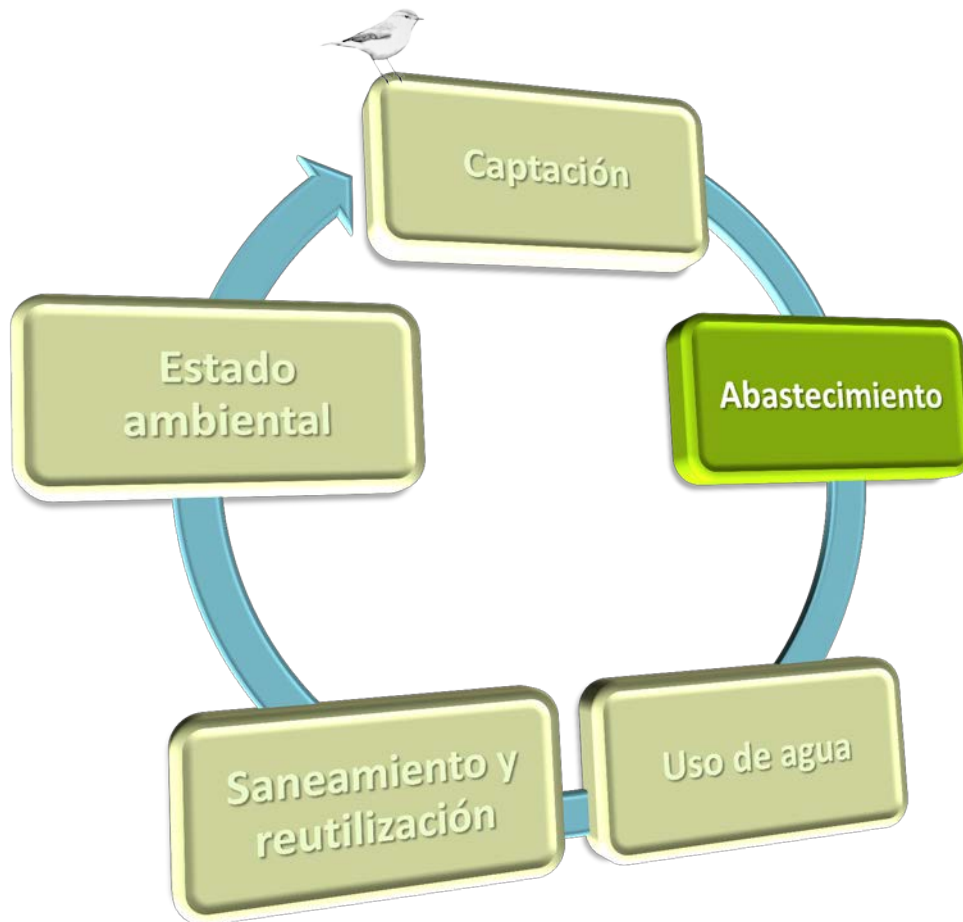 Captación
Abastecimiento
Uso de agua
Saneamiento y
reutilización
Estado
ambiental